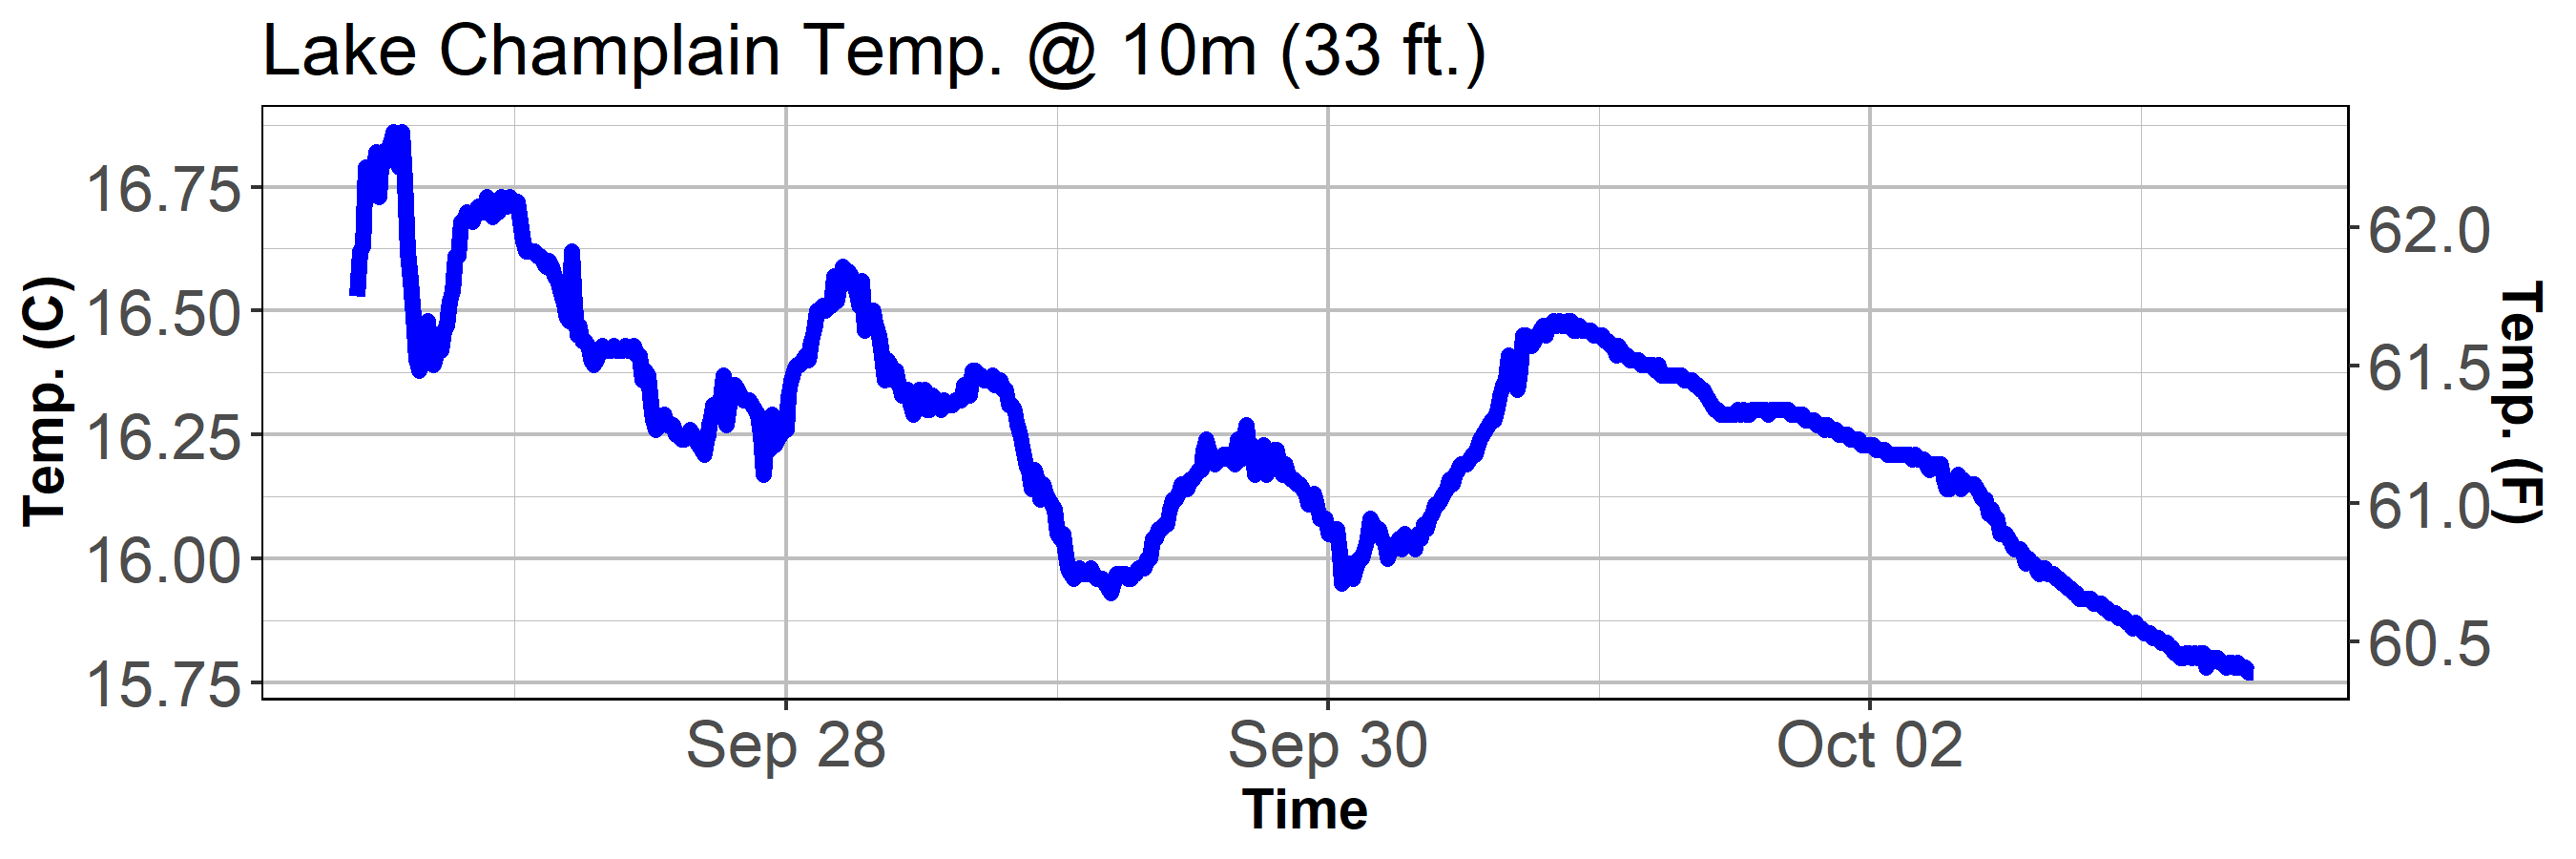 Lake Champlain Temp. @ 10m (33 ft.)
Temp. (C)
16.75
16.50
16.25
16.00
15.75
62.0
61.5
61.0
60.5
Temp. (F)
Sep 28
Sep 30
Oct 02
Time